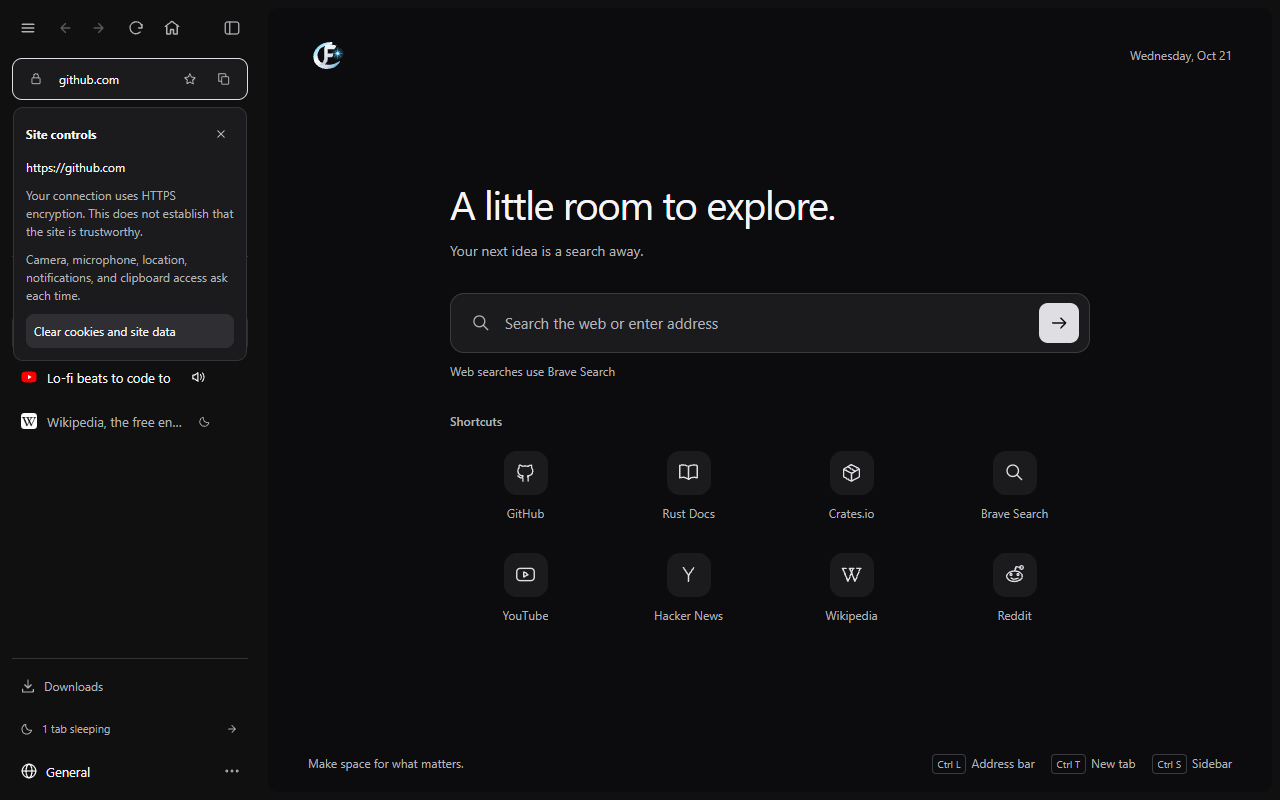 github.com
Site controls
https://github.com
Your connection uses HTTPS
encryption. This does not establish that
the site is trustworthy.
Camera, microphone, location,
notifications, and clipboard access ask
each time.
Clear cookies and site data
Lo-fi beats to code to
Wikipedia, the free en...
Downloads
1 tab sleeping
General
Wednesday, Oct 21
A little room to explore.
Your next idea is a search away.
Search the web or enter address
Web searches use Brave Search
Shortcuts
GitHub Rust Docs Crates.io Brave Search
YouTube Hacker News Wikipedia Reddit
Make space for what matters.
Ctrl L Address bar Ctrl T New tab Ctrl S Sidebar